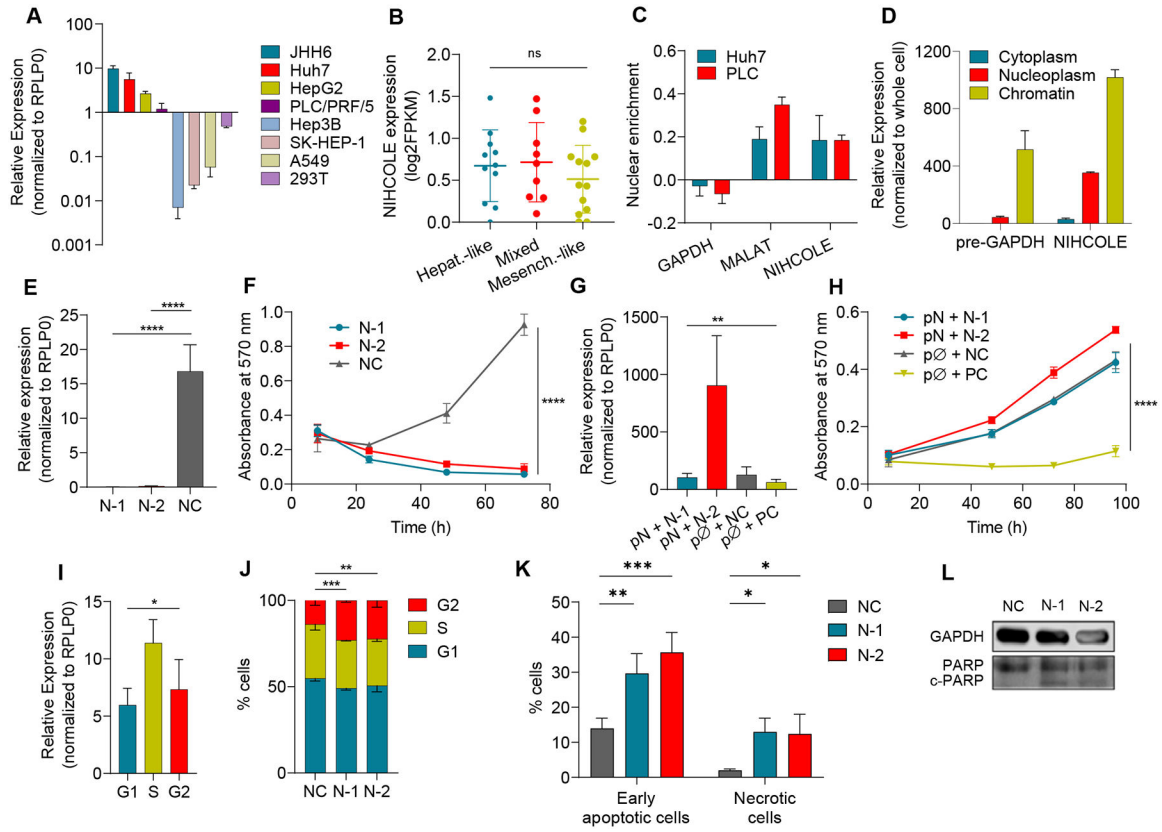 A
Relative Expression
(normalized to RPLP0)
100
10
1
0.1
0.01
0.001
JHH6
Huh7
HepG2
PLC/PRF/5
Hep3B
SK-HEP-1
A549
293T
B
NIHCOLE expression
(log2FPKM)
2.0
1.5
1.0
0.5
0.0
ns
Hepat.-like
Mixed
Mesench.-like
C
Nuclear enrichment
0.6
0.4
0.2
0.0
-0.2
Huh7
PLC
GAPDH
MALAT
NIHCOLE
D
Relative Expression
(normalized to whole cell)
1200
800
400
0
Cytoplasm
Nucleoplasm
Chromatin
pre-GAPDH
NIHCOLE
E
Relative expression
(normalized to RPLP0)
25
20
15
10
5
0
****
****
N-1 N-2 NC
F
Absorbance at 570 nm
1.0
0.8
0.6
0.4
0.2
0.0
N-1
N-2
NC
****
0 20 40 60 80
Time (h)
G
Relative expression
(normalized to RPLP0)
1500
1000
500
0
**
pN + N-1
pN + N-2
p∅ + NC
p∅ + PC
H
Absorbance at 570 nm
0.6
0.4
0.2
0.0
pN + N-1
pN + N-2
p∅ + NC
p∅ + PC
****
0 20 40 60 80 100
Time (h)
I
Relative Expression
(normalized to RPLP0)
15
10
5
0
*
G1 S G2
J
% cells
100
50
0
**
***
G2
S
G1
NC N-1 N-2
K
% cells
50
40
30
20
10
0
***
**
*
*
NC
N-1
N-2
Early
apoptotic cells
Necrotic
cells
L
NC N-1 N-2
GAPDH
PARP
c-PARP